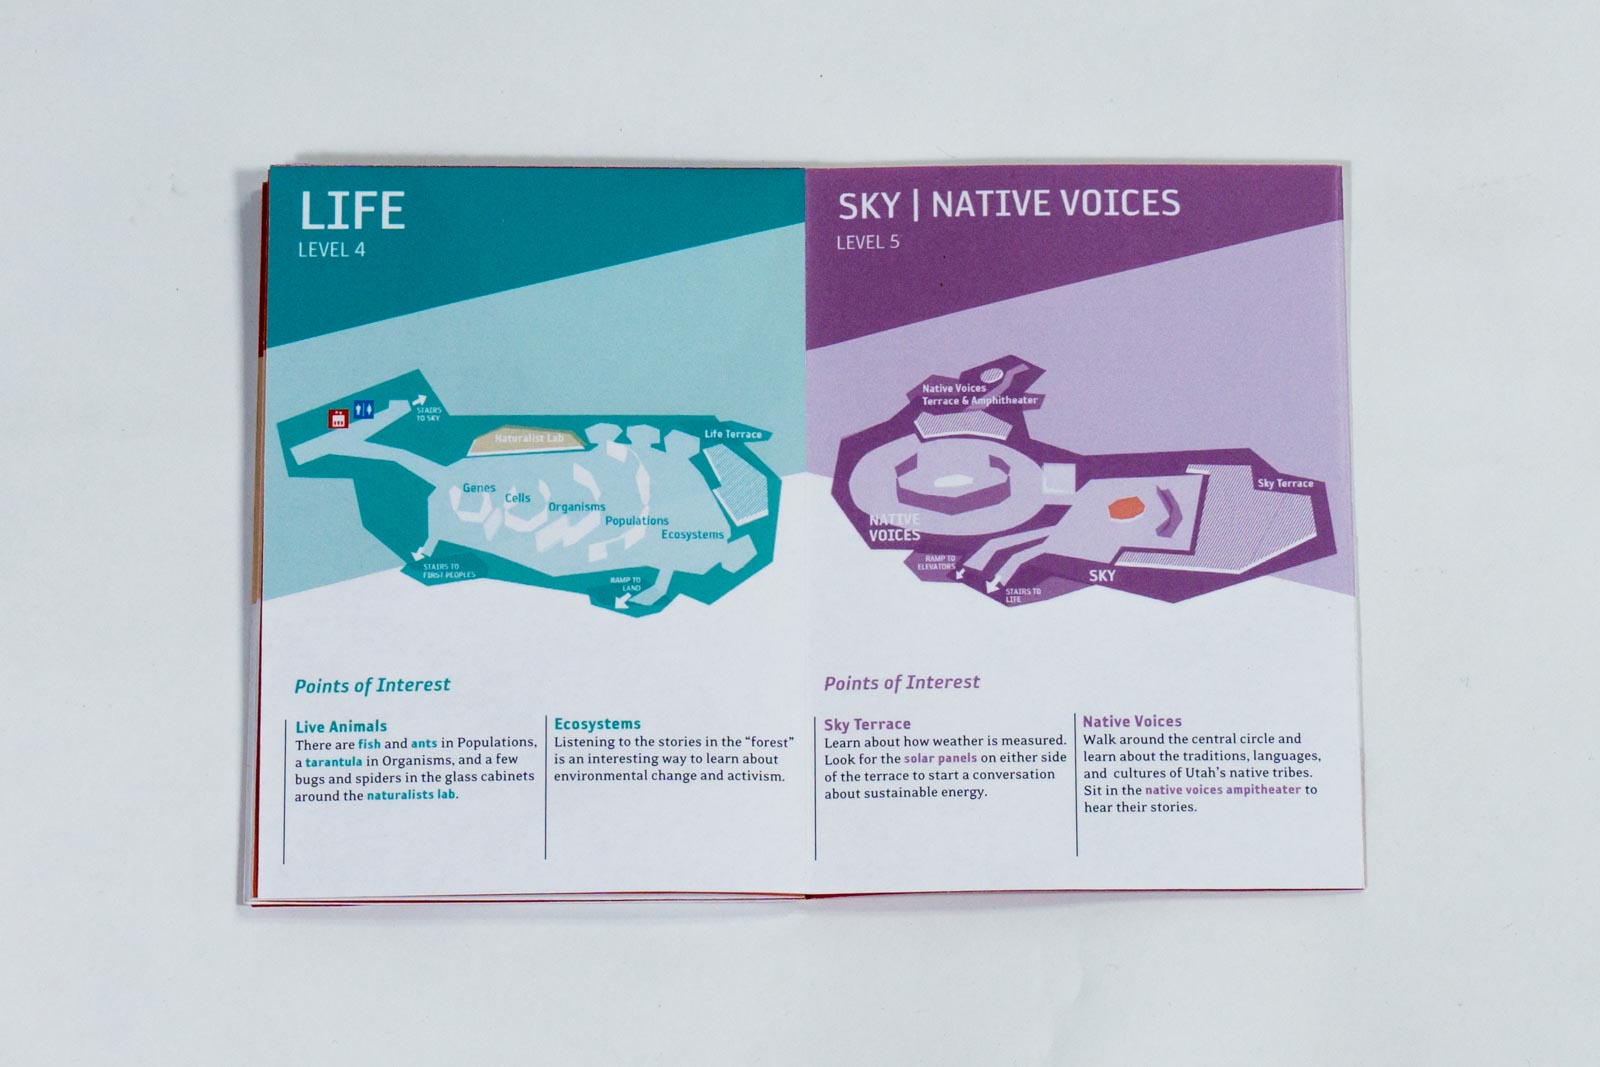 LIFE
LEVEL 4
STAIRS
TO SKY
Naturalist Lab
Life Terrace
Genes
Cells
Organisms
Populations
Ecosystems
STAIRS TO
FIRST PEOPLES
RAMP TO
LAND
Points of Interest
Live Animals
There are fish and ants in Populations,
a tarantula in Organisms, and a few
bugs and spiders in the glass cabinets
around the naturalists lab.
Ecosystems
Listening to the stories in the “forest”
is an interesting way to learn about
environmental change and activism.
SKY | NATIVE VOICES
LEVEL 5
Native Voices
Terrace & Amphitheater
Sky Terrace
NATIVE
VOICES
RAMP TO
ELEVATORS
SKY
STAIRS TO
LIFE
Points of Interest
Sky Terrace
Learn about how weather is measured.
Look for the solar panels on either side
of the terrace to start a conversation
about sustainable energy.
Native Voices
Walk around the central circle and
learn about the traditions, languages,
and cultures of Utah's native tribes.
Sit in the native voices ampitheater to
hear their stories.